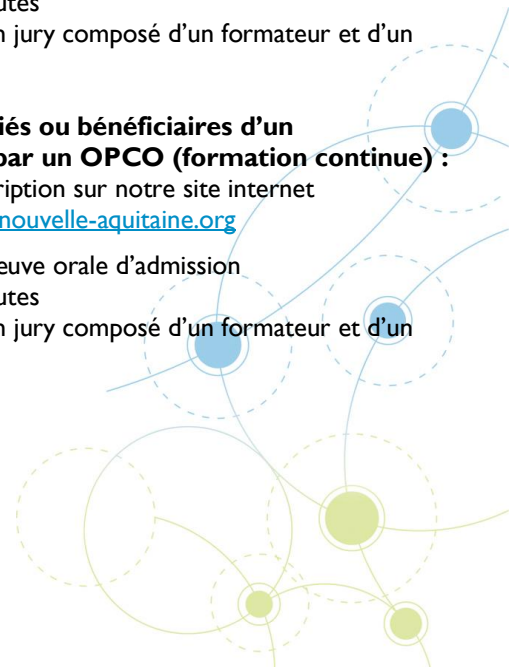 utes
n jury composé d'un formateur et d'un
iés ou bénéficiaires d'un
par un OPCO (formation continue) :
ription sur notre site internet
nouvelle-aquitaine.org
euve orale d'admission
utes
n jury composé d'un formateur et d'un